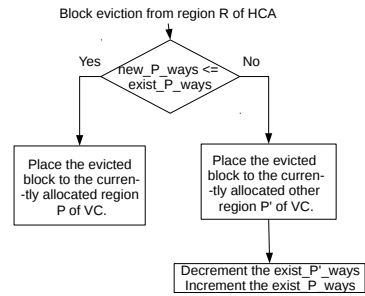 Block eviction from region R of HCA
Yes
No
new_P_ways <=
exist_P_ways
Place the evicted
block to the curren-
-tly allocated region
P of VC.
Place the evicted
block to the curren-
-tly allocated other
region P' of VC.
Decrement the exist_P'_ways
Increment the exist_P_ways